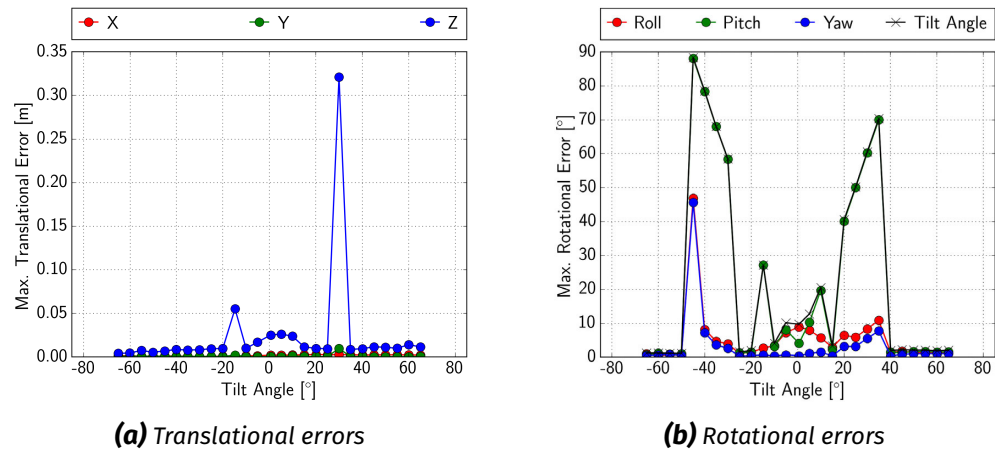 X Y Z
Max. Translational Error [m]
0.35
0.30
0.25
0.20
0.15
0.10
0.05
0.00
-80 -60 -40 -20 0 20 40 60 80
Tilt Angle [°]
(a) Translational errors
Roll Pitch Yaw Tilt Angle
Max. Rotational Error [°]
90
80
70
60
50
40
30
20
10
0
-80 -60 -40 -20 0 20 40 60 80
Tilt Angle [°]
(b) Rotational errors